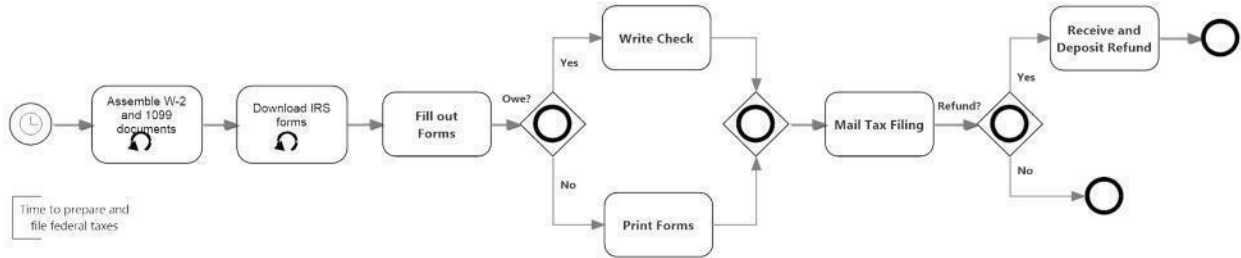 Assemble W-2
and 1099
documents
Download IRS
forms
Fill out
Forms
Owe?
Yes
No
Write Check
Print Forms
Mail Tax Filing
Refund?
Yes
No
Receive and
Deposit Refund
Time to prepare and
file federal taxes